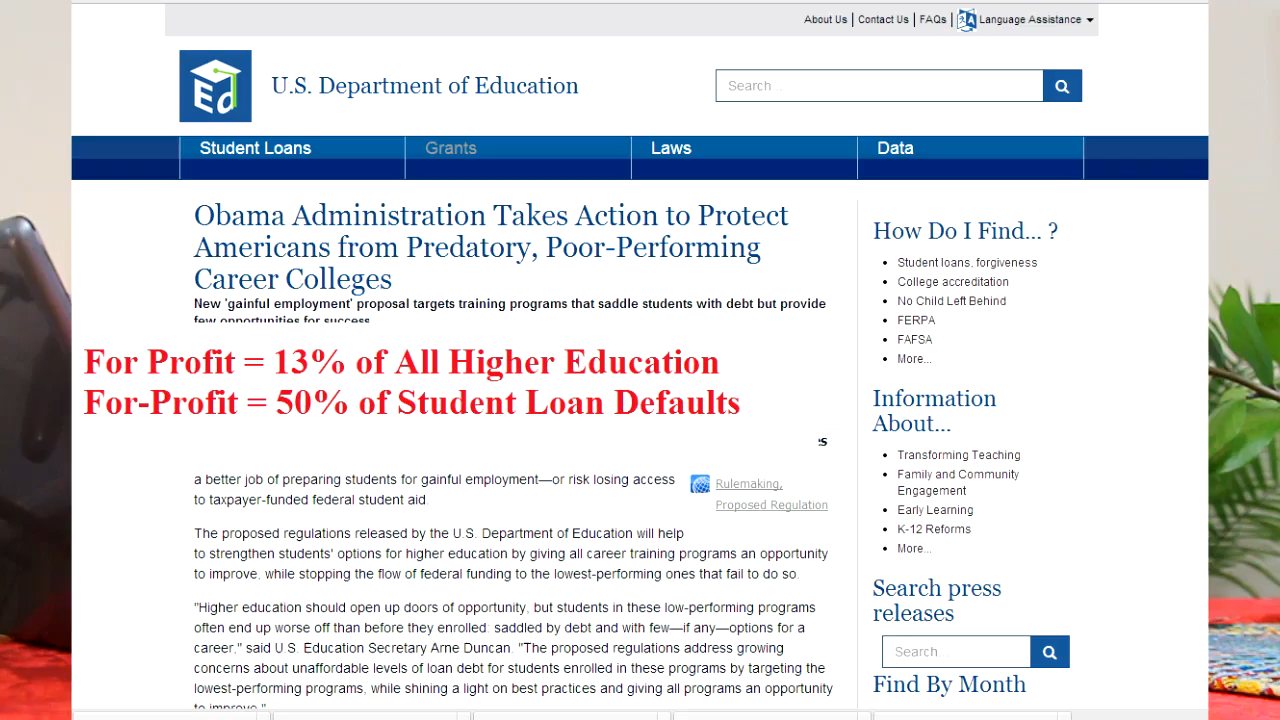 About Us | Contact Us | FAQs | Language Assistance
Ed
U.S. Department of Education
Search...
Student Loans
Grants
Laws
Data
Obama Administration Takes Action to Protect
Americans from Predatory, Poor-Performing
Career Colleges
New 'gainful employment' proposal targets training programs that saddle students with debt but provide
few opportunities for success
For Profit = 13% of All Higher Education
For-Profit = 50% of Student Loan Defaults
a better job of preparing students for gainful employment—or risk losing access
to taxpayer-funded federal student aid.
Rulemaking,
Proposed Regulation
The proposed regulations released by the U.S. Department of Education will help
to strengthen students' options for higher education by giving all career training programs an opportunity
to improve, while stopping the flow of federal funding to the lowest-performing ones that fail to do so.
"Higher education should open up doors of opportunity, but students in these low-performing programs
often end up worse off than before they enrolled: saddled by debt and with few—if any—options for a
career," said U.S. Education Secretary Arne Duncan. "The proposed regulations address growing
concerns about unaffordable levels of loan debt for students enrolled in these programs by targeting the
lowest-performing programs, while shining a light on best practices and giving all programs an opportunity
to improve."
How Do I Find... ?
Student loans, forgiveness
College accreditation
No Child Left Behind
FERPA
FAFSA
More...
Information
About...
Transforming Teaching
Family and Community
Engagement
Early Learning
K-12 Reforms
More...
Search press
releases
Search
Find By Month